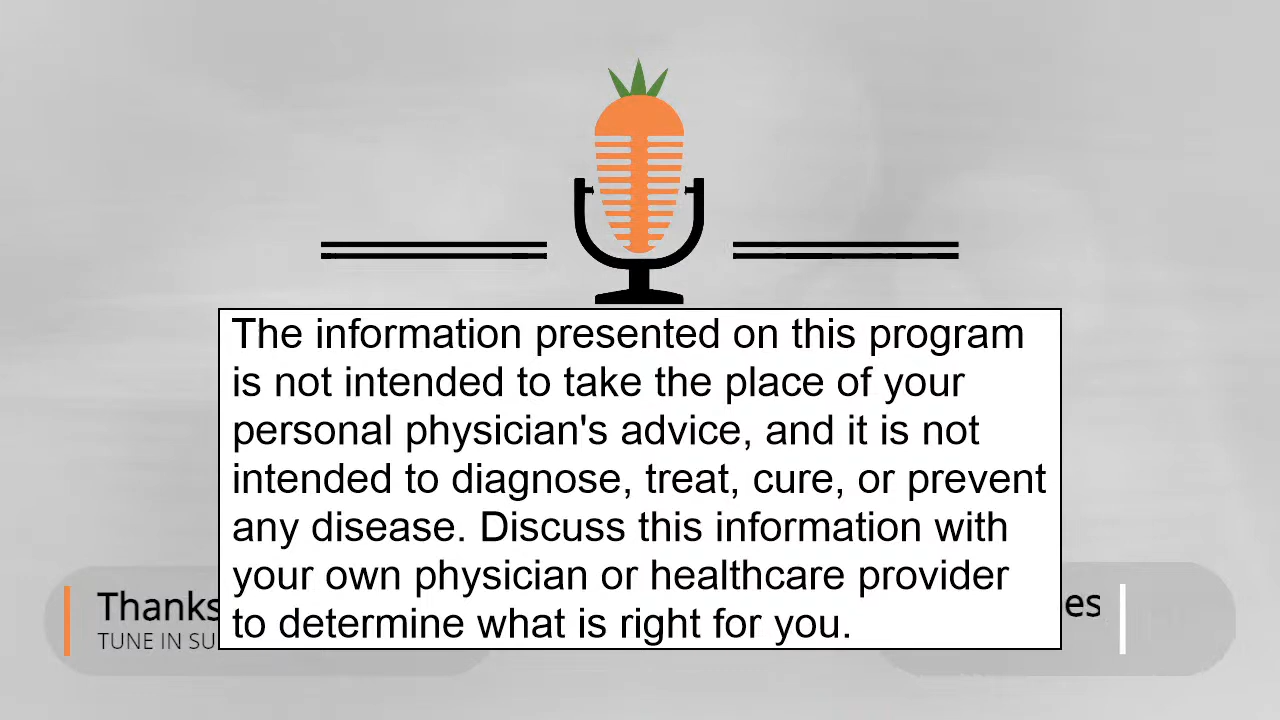 The information presented on this program
is not intended to take the place of your
personal physician's advice, and it is not
intended to diagnose, treat, cure, or prevent
any disease. Discuss this information with
your own physician or healthcare provider
to determine what is right for you.
Thanks
TUNE IN